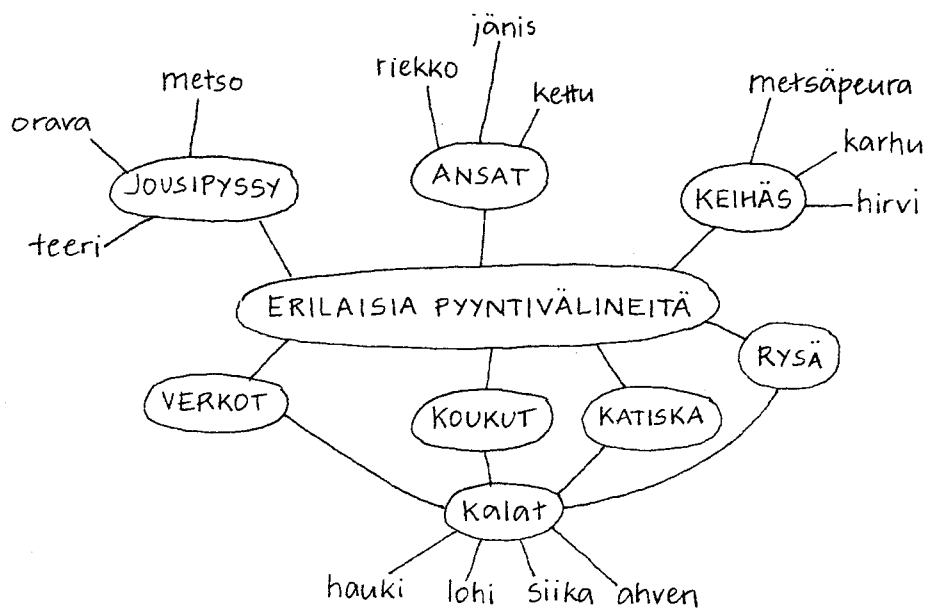 jänis
riekko
metso
kettu
metsäpeura
orava
karhu
JOUSIPYSSY
ANSAT
KEIHÄS
hirvi
teeri
ERILAISIA PYYNTIVÄLINEITÄ
RYSÄ
VERKOT
KOUKUT
KATISKA
kalat
hauki
lohi
siika
ahven